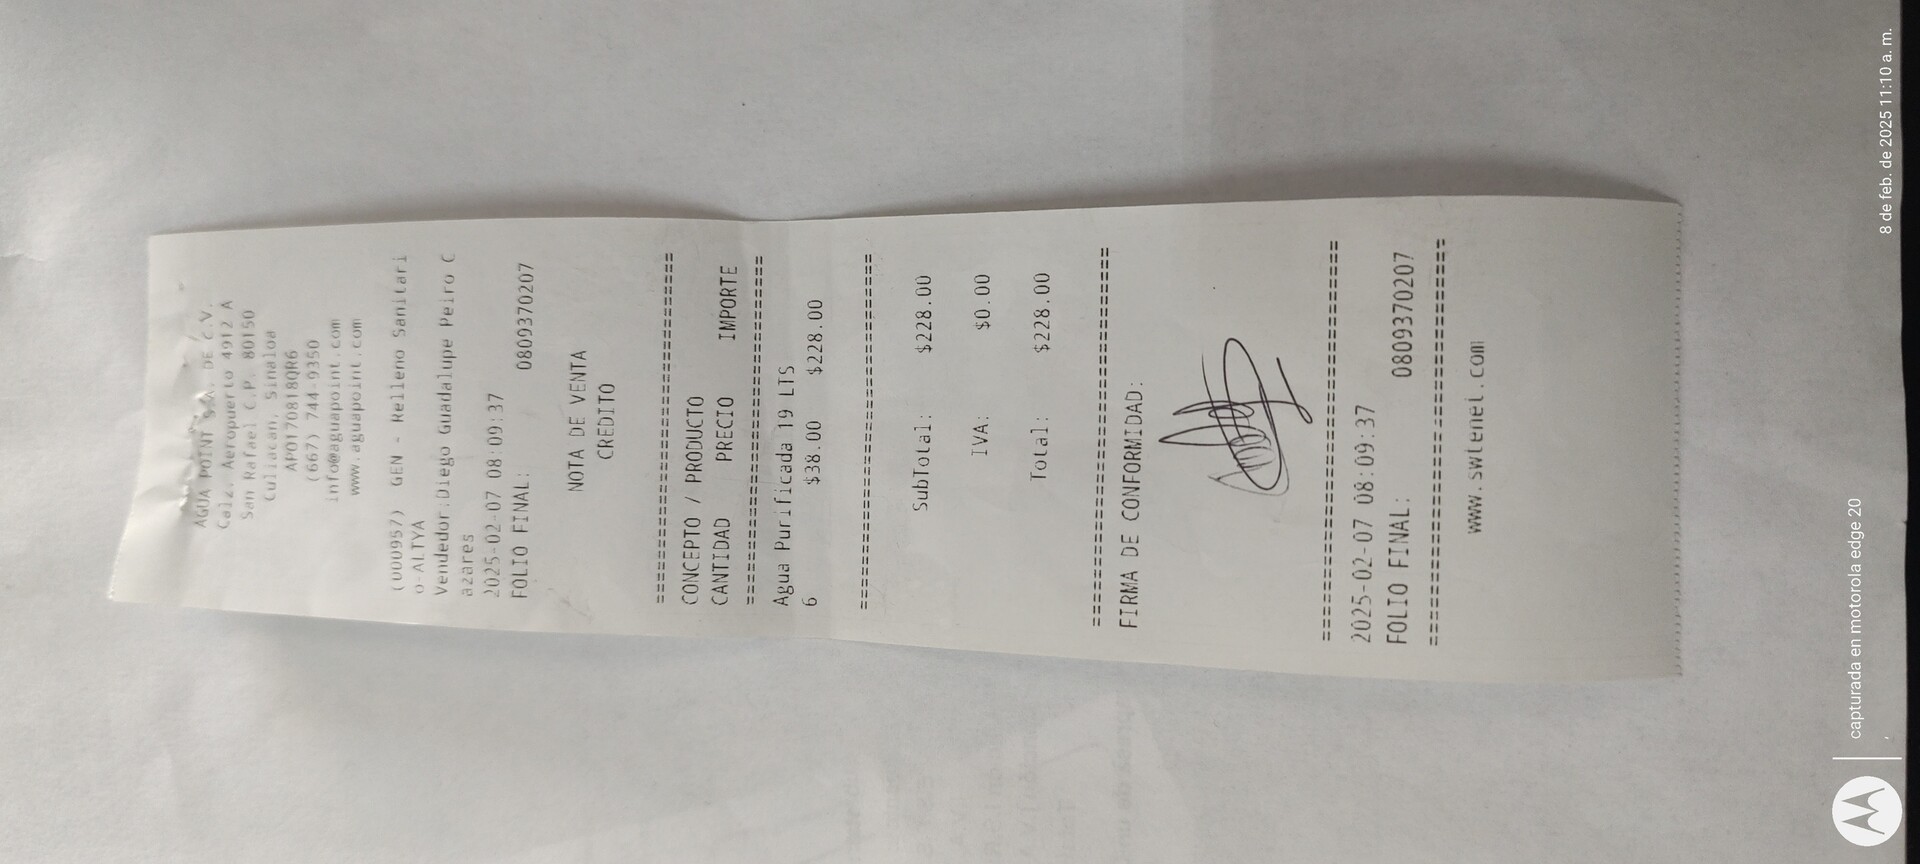 AGUA POINT S.A. DE C.V.
Calz. Aeropuerto 4912 A
San Rafael C.P. 80150
Culiacan, Sinaloa
APO170818QR6
(667) 744-9350
info@aguapoint.com
www.aguapoint.com
(000957) GEN - Relleno Sanitari
o-ALTYA
Vendedor:Diego Guadalupe Peiro C
azares
2025-02-07 08:09:37
FOLIO FINAL: 0809370207
NOTA DE VENTA
CREDITO
================================
CONCEPTO / PRODUCTO
CANTIDAD PRECIO IMPORTE
================================
Agua Purificada 19 LTS
6 $38.00 $228.00
================================
SubTotal: $228.00
IVA: $0.00
Total: $228.00
================================
FIRMA DE CONFORMIDAD:
================================
2025-02-07 08:09:37
FOLIO FINAL: 0809370207
================================
www.swtenel.com
capturada en motorola edge 20
8 de feb. de 2025 11:10 a. m.